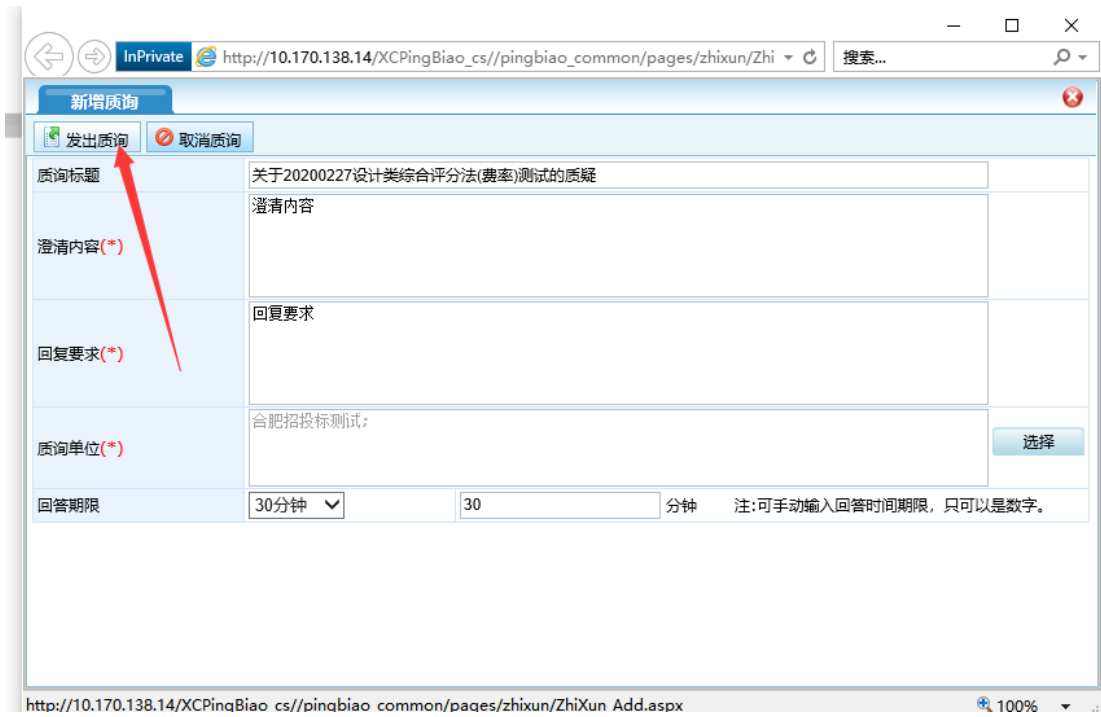 InPrivate http://10.170.138.14/XCPingBiao_cs//pingbiao_common/pages/zhixun/Zhi 搜索...
新增质询
发出质询 取消质询
质询标题 关于20200227设计类综合评分法(费率)测试的质疑
澄清内容(*) 澄清内容
回复要求(*) 回复要求
质询单位(*) 合肥招投标测试; 选择
回答期限 30分钟 30 分钟 注:可手动输入回答时间期限，只可以是数字。
http://10.170.138.14/XCPingBiao_cs//pingbiao_common/pages/zhixun/ZhiXun_Add.aspx 100%